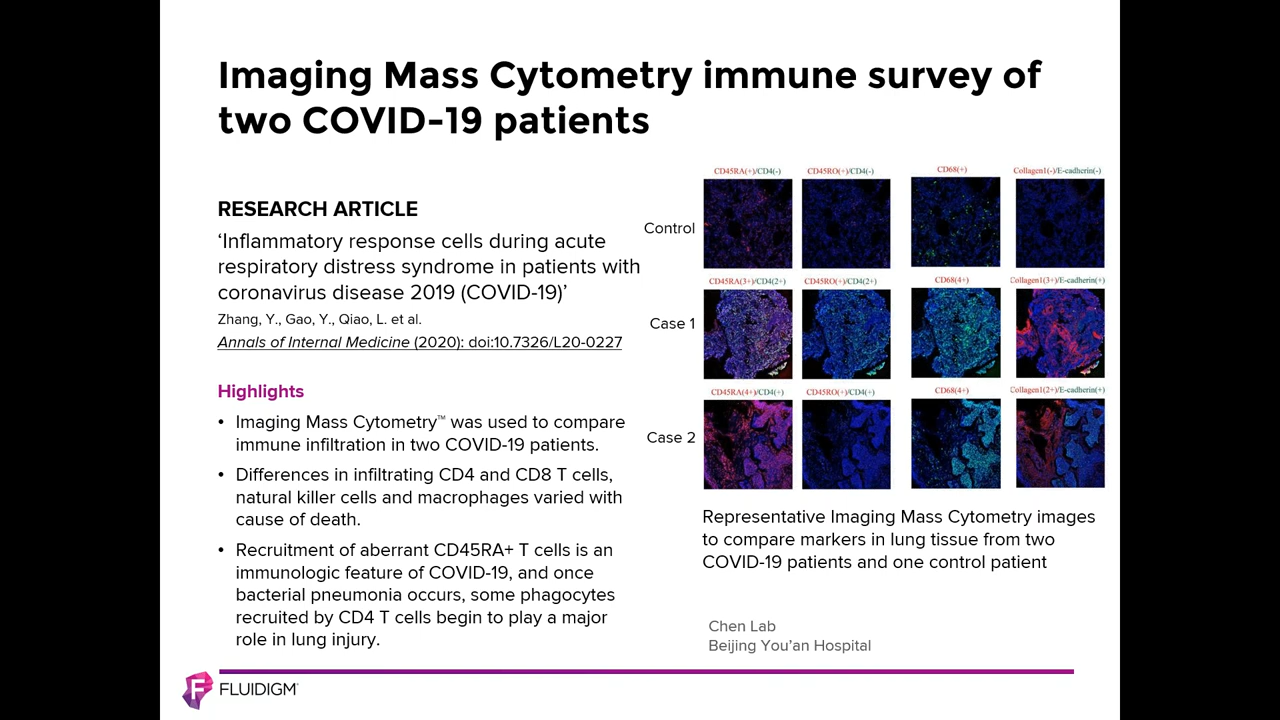 Imaging Mass Cytometry immune survey of
two COVID-19 patients
RESEARCH ARTICLE
‘Inflammatory response cells during acute
respiratory distress syndrome in patients with
coronavirus disease 2019 (COVID-19)’
Zhang, Y., Gao, Y., Qiao, L. et al.
Annals of Internal Medicine (2020): doi:10.7326/L20-0227
Highlights
• Imaging Mass Cytometry™ was used to compare
immune infiltration in two COVID-19 patients.
• Differences in infiltrating CD4 and CD8 T cells,
natural killer cells and macrophages varied with
cause of death.
• Recruitment of aberrant CD45RA+ T cells is an
immunologic feature of COVID-19, and once
bacterial pneumonia occurs, some phagocytes
recruited by CD4 T cells begin to play a major
role in lung injury.
CD45RA(+)/CD4(-) CD45RO(+)/CD4(-) CD68(+) Collagen1(-)/E-cadherin(-)
Control
CD45RA(3+)/CD4(2+) CD45RO(+)/CD4(2+) CD68(4+) Collagen1(3+)/E-cadherin(+)
Case 1
CD45RA(4+)/CD4(+) CD45RO(+)/CD4(+) CD68(4+) Collagen1(2+)/E-cadherin(+)
Case 2
Representative Imaging Mass Cytometry images
to compare markers in lung tissue from two
COVID-19 patients and one control patient
Chen Lab
Beijing You’an Hospital
F FLUIDIGM®